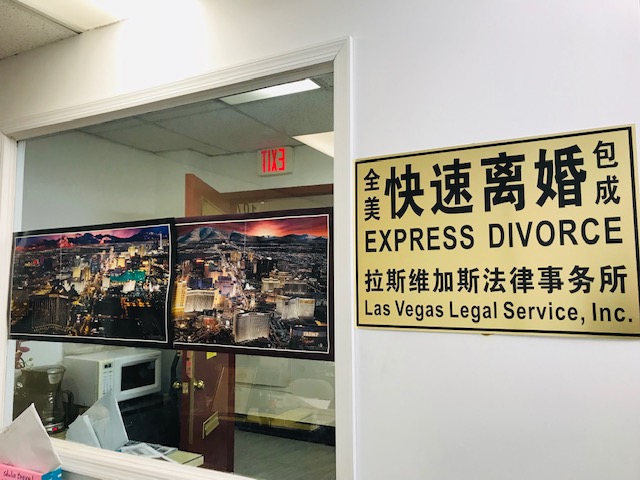 EXIT
全美 快速离婚 包成
EXPRESS DIVORCE
拉斯维加斯法律事务所
Las Vegas Legal Service, Inc.